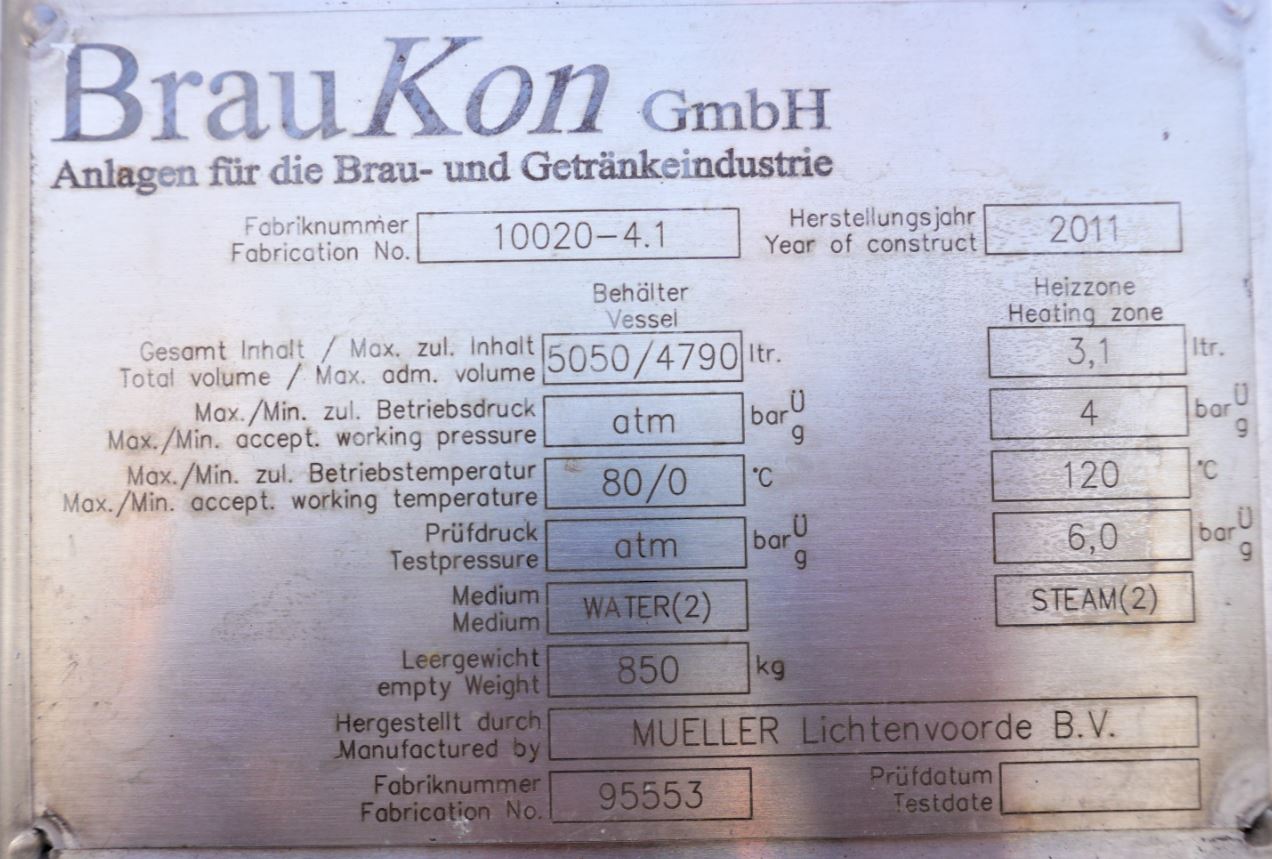 BrauKon GmbH
Anlagen für die Brau- und Getränkeindustrie
Fabriknummer
Fabrication No.
10020-4.1
Herstellungsjahr
Year of construct
2011
Behälter
Vessel
Heizzone
Heating zone
Gesamt Inhalt / Max. zul. Inhalt
Total volume / Max. adm. volume
5050/4790 ltr.
3,1 ltr.
Max./Min. zul. Betriebsdruck
Max./Min. accept. working pressure
atm bar Ü g
4 bar Ü g
Max./Min. zul. Betriebstemperatur
Max./Min. accept. working temperature
80/0 °C
120 °C
Prüfdruck
Testpressure
atm bar Ü g
6,0 bar Ü g
Medium
Medium
WATER(2)
STEAM(2)
Leergewicht
empty Weight
850 kg
Hergestellt durch
Manufactured by
MUELLER Lichtenvoorde B.V.
Fabriknummer
Fabrication No.
95553
Prüfdatum
Testdate